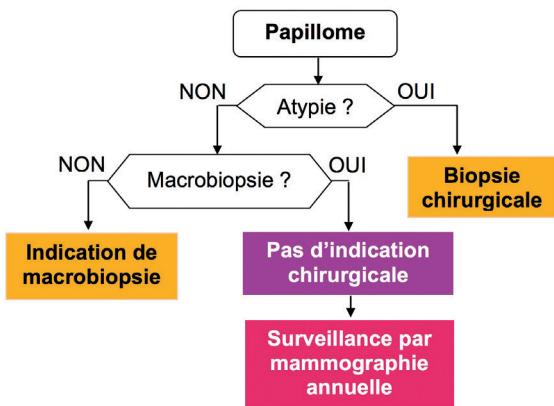 Papillome
NON
OUI
Atypie ?
NON
OUI
Macrobiopsie ?
Biopsie
chirurgicale
Indication de
macrobiopsie
Pas d’indication
chirurgicale
Surveillance par
mammographie
annuelle